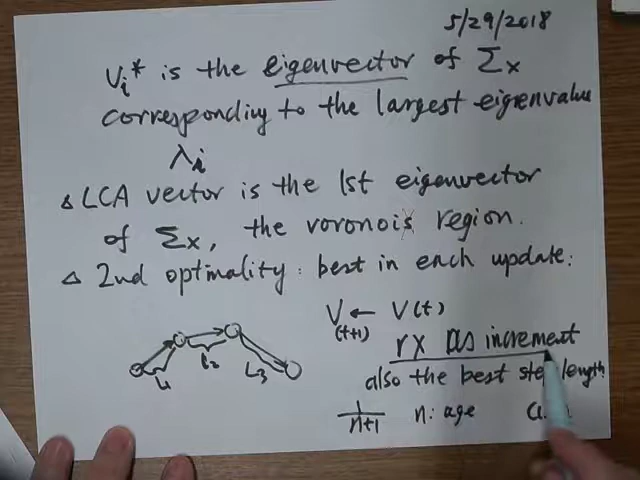 5/29/2018
Vi* is the eigenvector of Σx
corresponding to the largest eigenvalue
λi
△ LCA vector is the 1st eigenvector
of Σx, the voronois region.
△ 2nd optimality: best in each update:
V(t+1) ← V(t)
rx as increment
also the best step length
1/(n+1) n: age
L1 L2 L3